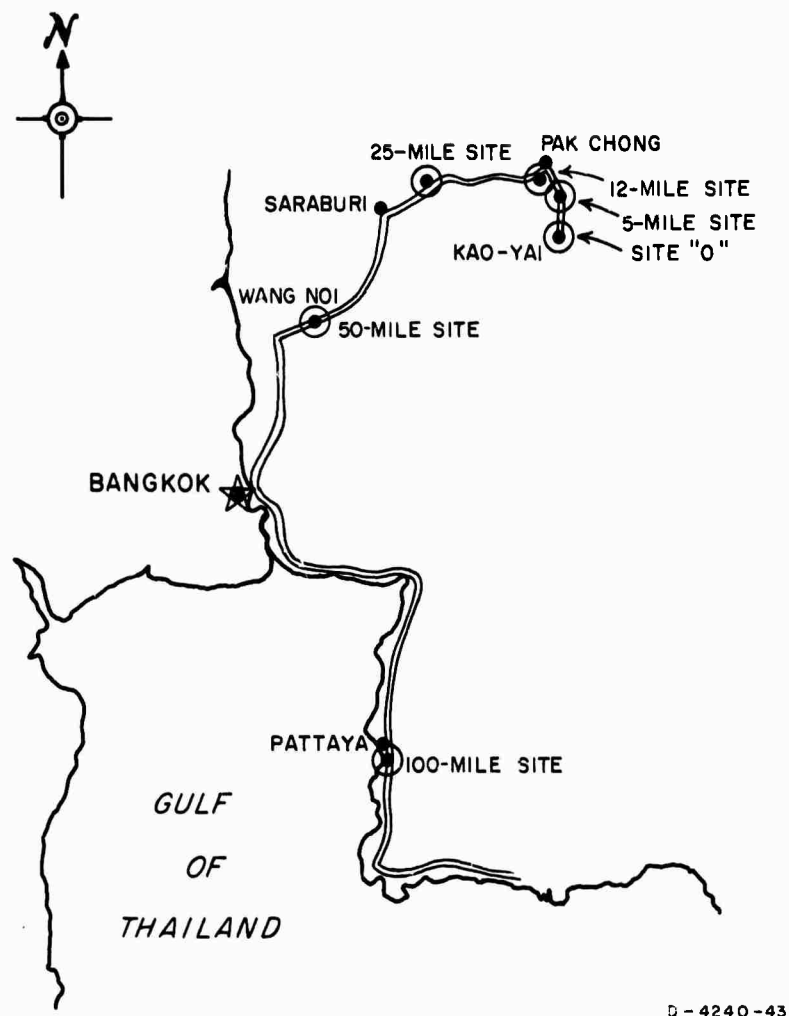 N
PAK CHONG
25-MILE SITE
12-MILE SITE
SARABURI
5-MILE SITE
KAO-YAI
SITE "O"
WANG NOI
50-MILE SITE
BANGKOK
PATTAYA
100-MILE SITE
GULF
OF
THAILAND
D-4240-43